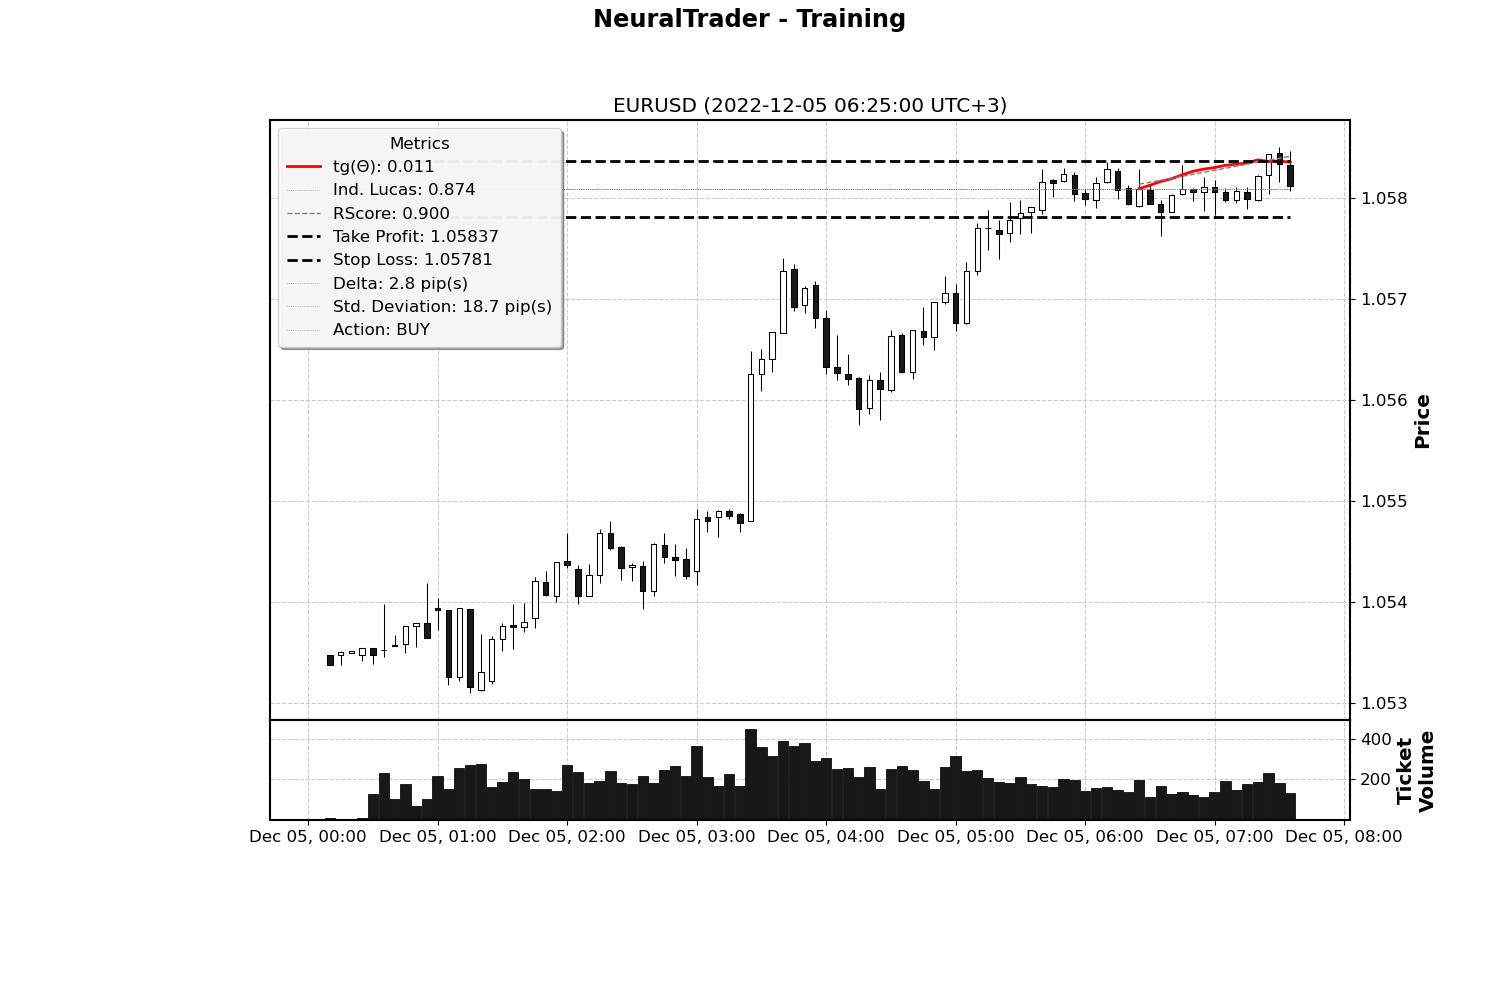 NeuralTrader - Training
EURUSD (2022-12-05 06:25:00 UTC+3)
Metrics
tg(Θ): 0.011
Ind. Lucas: 0.874
RScore: 0.900
Take Profit: 1.05837
Stop Loss: 1.05781
Delta: 2.8 pip(s)
Std. Deviation: 18.7 pip(s)
Action: BUY
1.058
1.057
1.056
1.055
1.054
1.053
Price
400
200
Ticket
Volume
Dec 05, 00:00
Dec 05, 01:00
Dec 05, 02:00
Dec 05, 03:00
Dec 05, 04:00
Dec 05, 05:00
Dec 05, 06:00
Dec 05, 07:00
Dec 05, 08:00